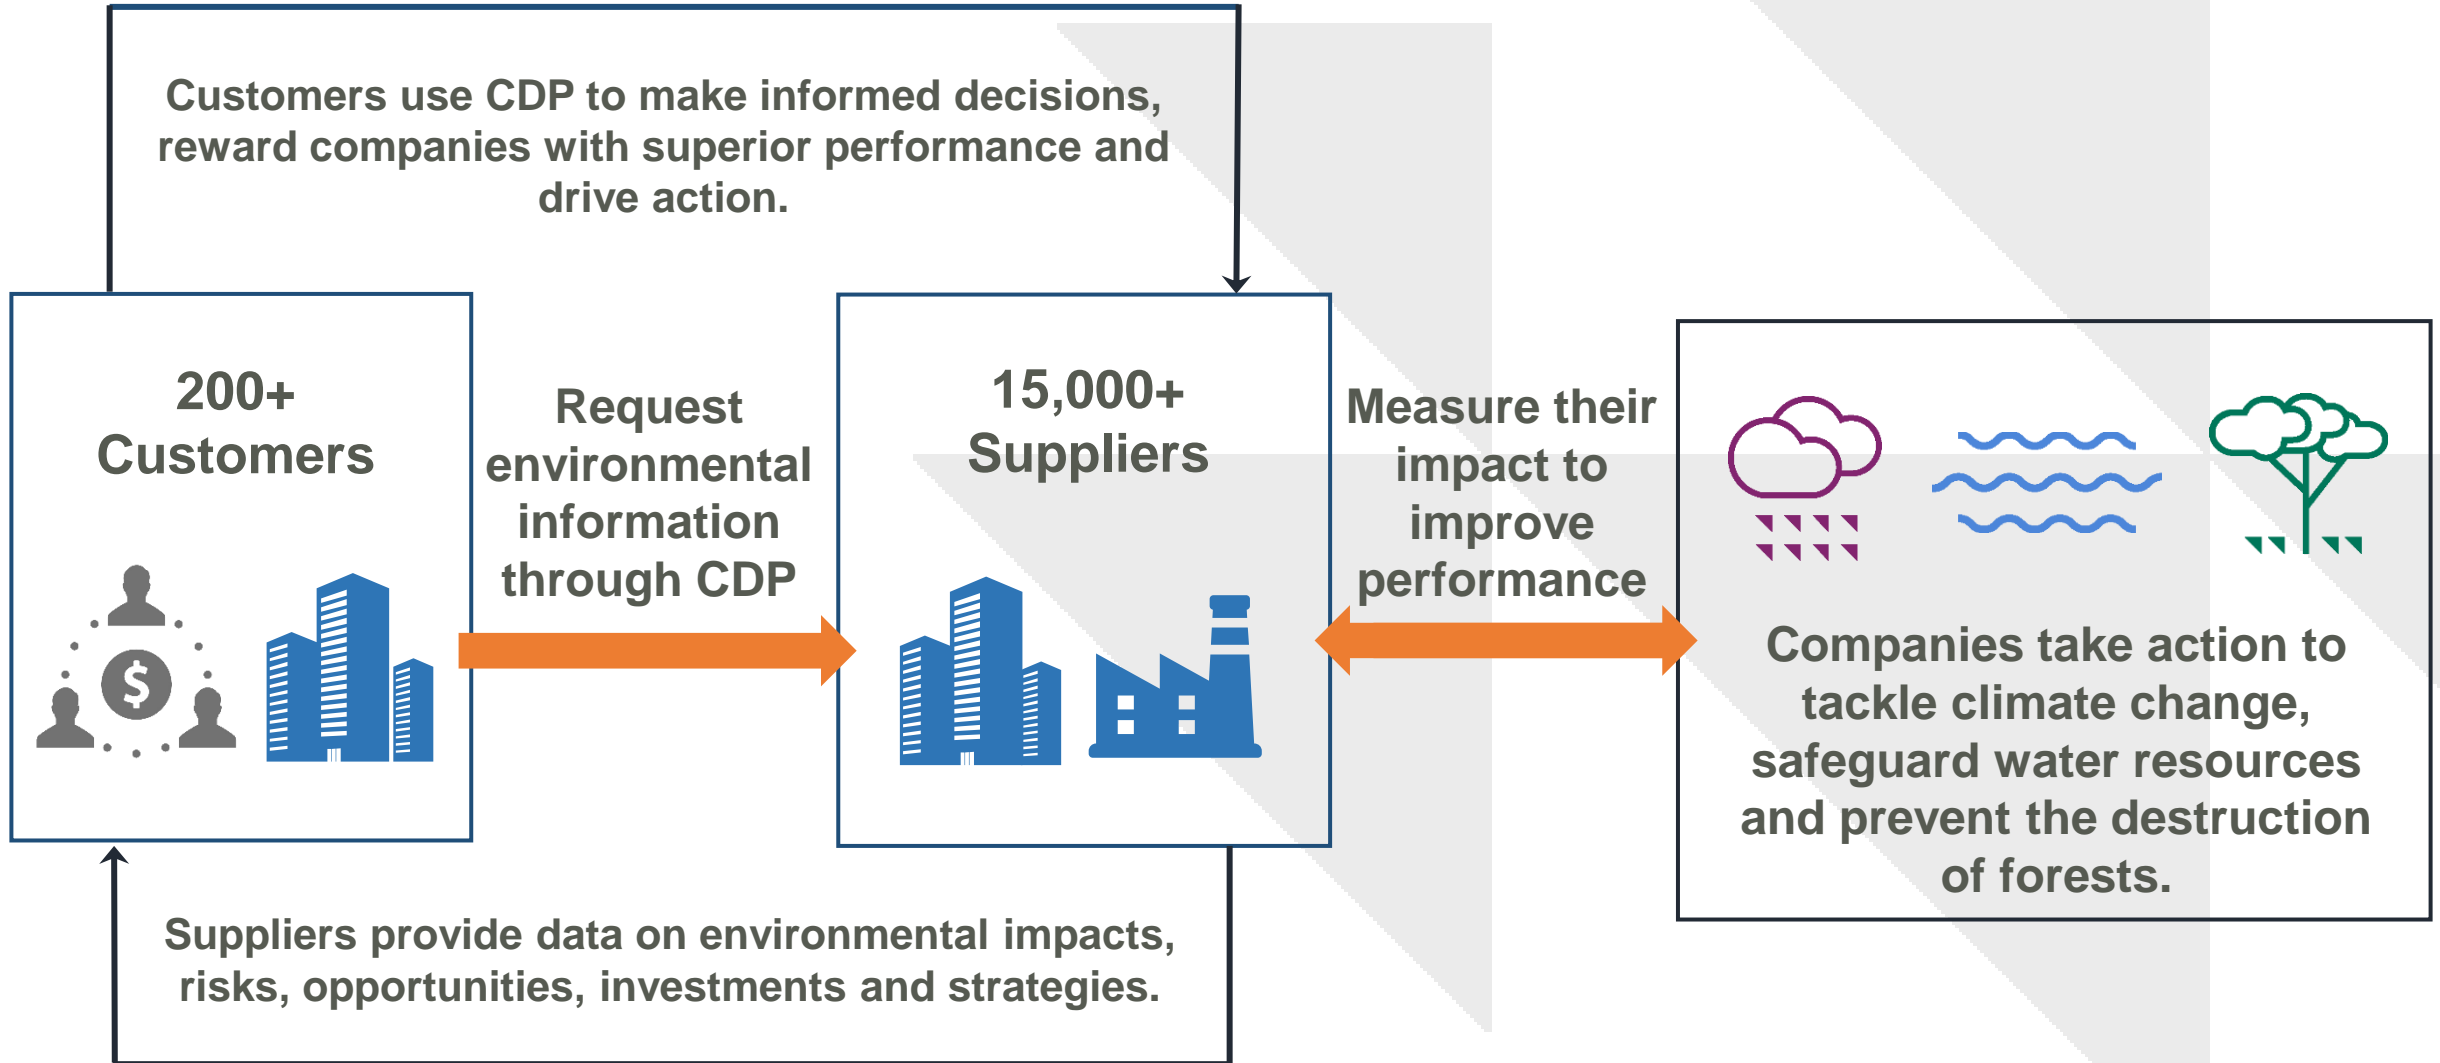 Customers use CDP to make informed decisions,
reward companies with superior performance and
drive action.
200+
Customers
Request
environmental
information
through CDP
15,000+
Suppliers
Measure their
impact to
improve
performance
$
Companies take action to
tackle climate change,
safeguard water resources
and prevent the destruction
of forests.
Suppliers provide data on environmental impacts,
risks, opportunities, investments and strategies.